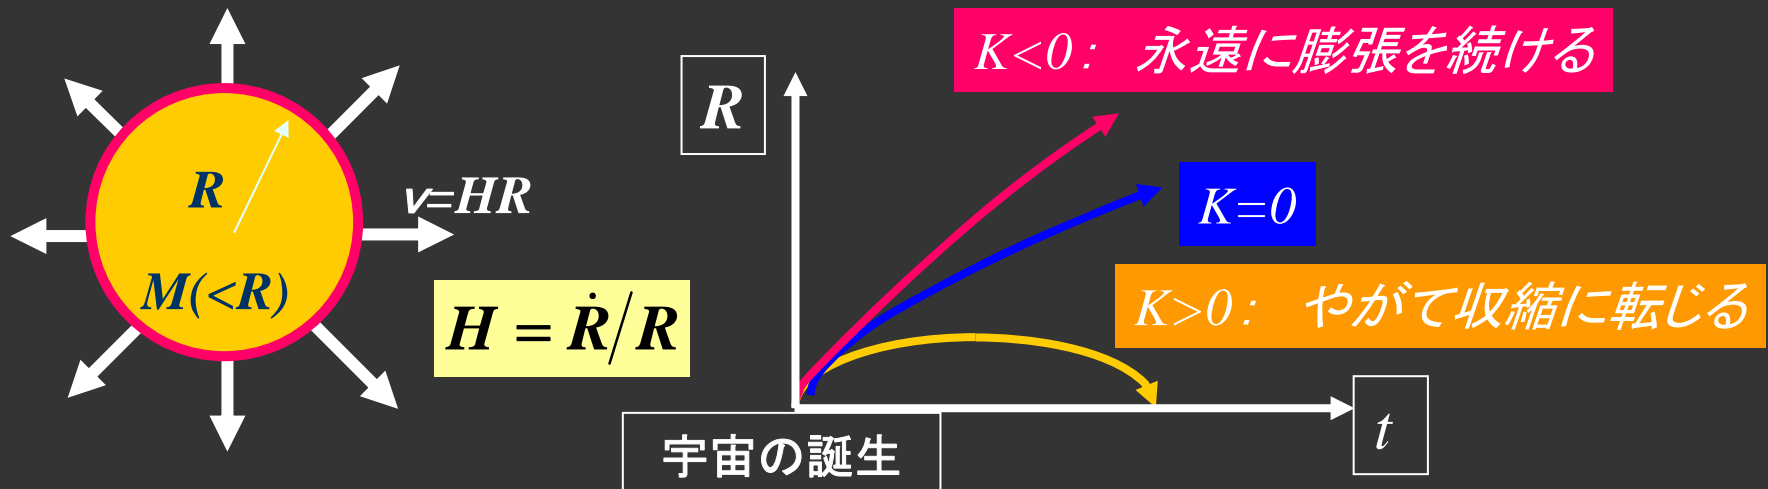 R
M(<R)
v=HR
H = Ṙ/R
R
K<0： 永遠に膨張を続ける
K=0
K>0： やがて収縮に転じる
t
宇宙の誕生